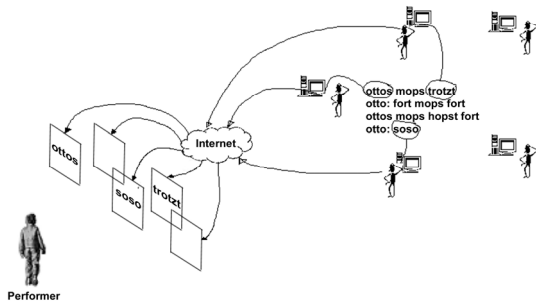 ottos mops trotzt
otto: fort mops fort
ottos mops hopst fort
otto: soso
Internet
ottos
soso
trotzt
Performer